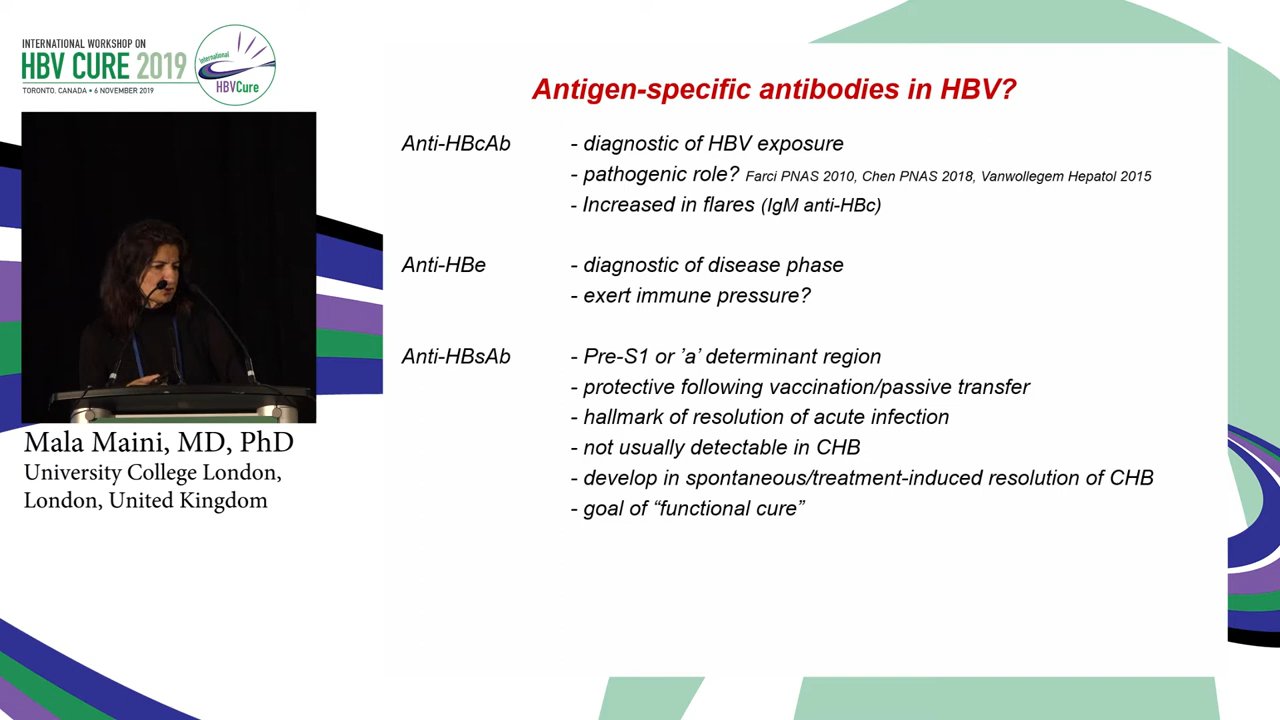 INTERNATIONAL WORKSHOP ON
HBV CURE 2019
TORONTO, CANADA • 6 NOVEMBER 2019
International
HBVCure
Mala Maini, MD, PhD
University College London,
London, United Kingdom
Antigen-specific antibodies in HBV?
Anti-HBcAb - diagnostic of HBV exposure
- pathogenic role? Farci PNAS 2010, Chen PNAS 2018, Vanwollegem Hepatol 2015
- Increased in flares (IgM anti-HBc)
Anti-HBe - diagnostic of disease phase
- exert immune pressure?
Anti-HBsAb - Pre-S1 or ’a’ determinant region
- protective following vaccination/passive transfer
- hallmark of resolution of acute infection
- not usually detectable in CHB
- develop in spontaneous/treatment-induced resolution of CHB
- goal of “functional cure”